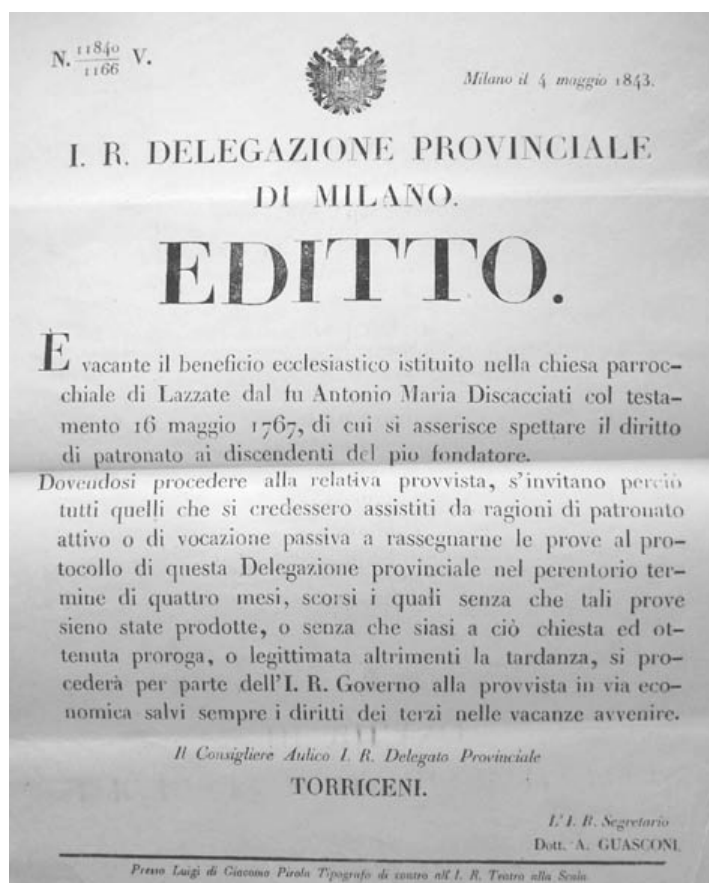 N. 11840/1166 V.
Milano il 4 maggio 1843.
I. R. DELEGAZIONE PROVINCIALE
DI MILANO.
EDITTO.
È vacante il beneficio ecclesiastico istituito nella chiesa parroc–
chiale di Lazzate dal fu Antonio Maria Discacciati col testa–
mento 16 maggio 1767, di cui si asserisce spettare il diritto
di patronato ai discendenti del pio fondatore.
Dovendosi procedere alla relativa provvista, s'invitano perciò
tutti quelli che si credessero assistiti da ragioni di patronato
attivo o di vocazione passiva a rassegnarne le prove al pro–
tocollo di questa Delegazione provinciale nel perentorio ter–
mine di quattro mesi, scorsi i quali senza che tali prove
sieno state prodotte, o senza che siasi a ciò chiesta ed ot–
tenuta proroga, o legittimata altrimenti la tardanza, si pro–
cederà per parte dell'I. R. Governo alla provvista in via eco–
nomica salvi sempre i diritti dei terzi nelle vacanze avvenire.
Il Consigliere Aulico I. R. Delegato Provinciale
TORRICENI.
L'I. R. Segretario
Dott. A. GUASCONI.
Presso Luigi di Giacomo Pirola Tipografo di contro all'I. R. Teatro alla Scala